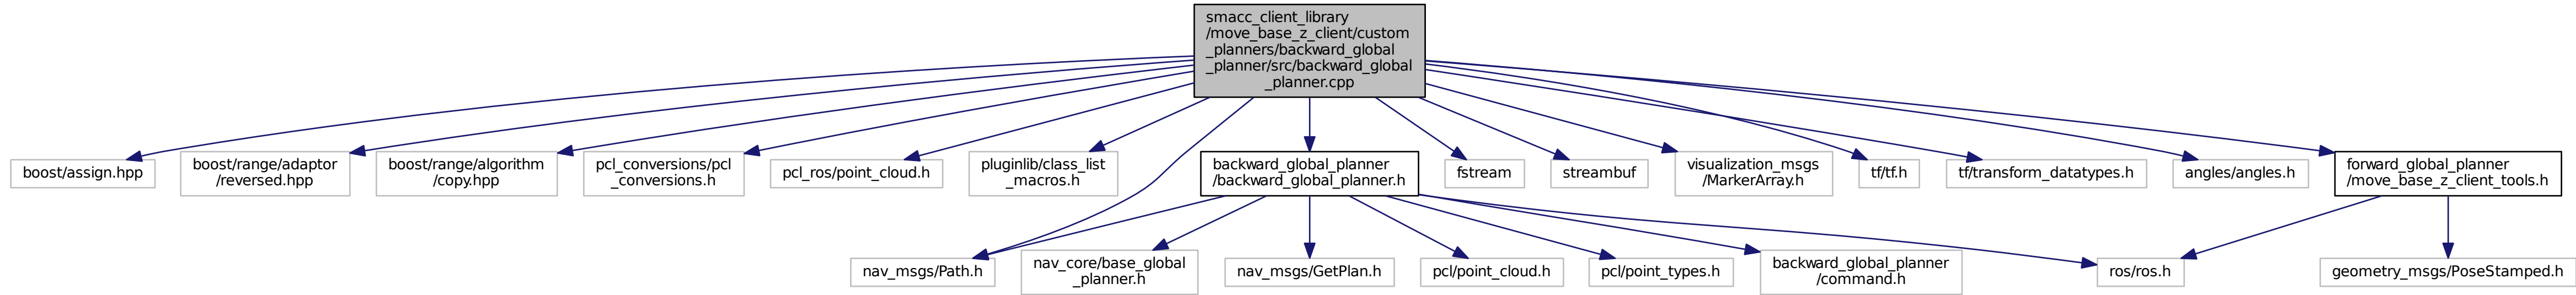 smacc_client_library
/move_base_z_client/custom
_planners/backward_global
_planner/src/backward_global
_planner.cpp
boost/assign.hpp
boost/range/adaptor
/reversed.hpp
boost/range/algorithm
/copy.hpp
pcl_conversions/pcl
_conversions.h
pcl_ros/point_cloud.h
pluginlib/class_list
_macros.h
backward_global_planner
/backward_global_planner.h
fstream
streambuf
visualization_msgs
/MarkerArray.h
tf/tf.h
tf/transform_datatypes.h
angles/angles.h
forward_global_planner
/move_base_z_client_tools.h
nav_msgs/Path.h
nav_core/base_global
_planner.h
nav_msgs/GetPlan.h
pcl/point_cloud.h
pcl/point_types.h
backward_global_planner
/command.h
ros/ros.h
geometry_msgs/PoseStamped.h